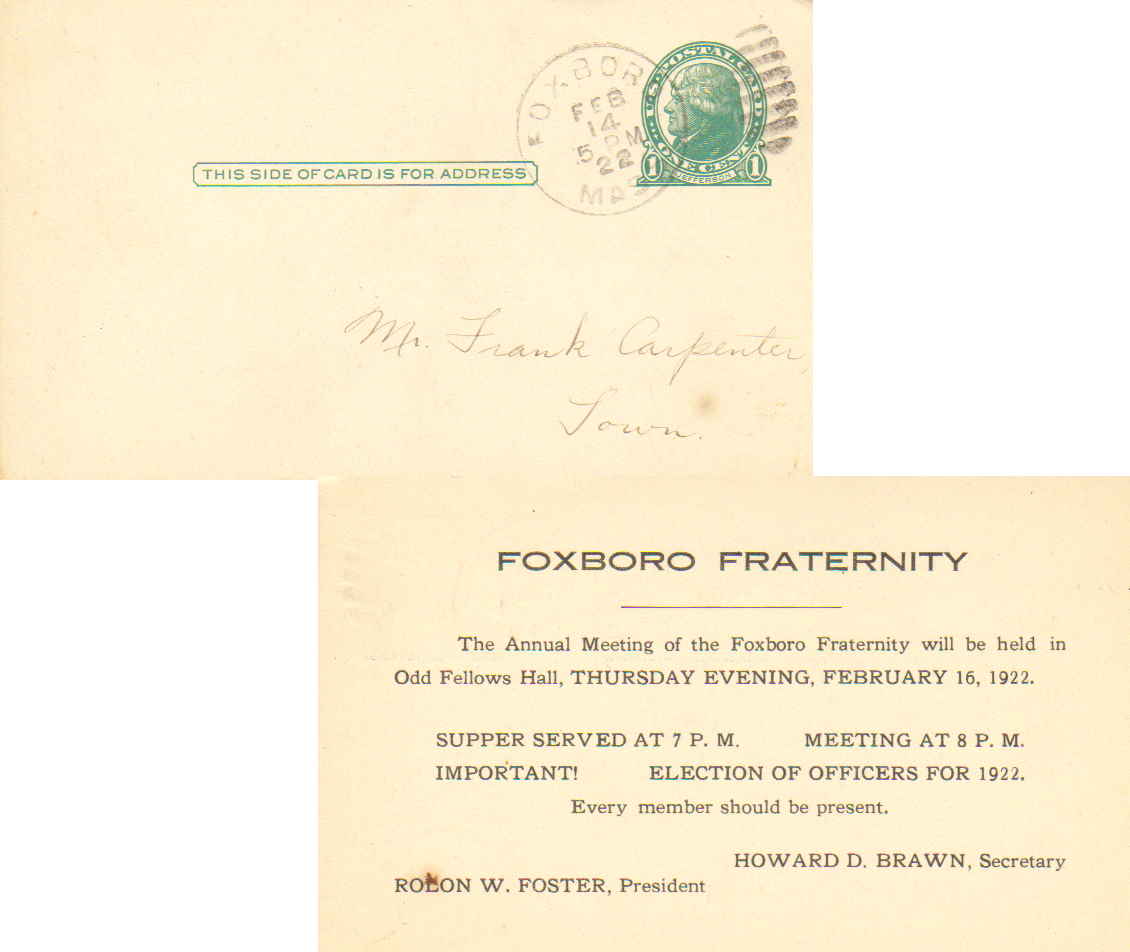 FOXBORO
FEB
14
5 PM
22
MAS
U.S. POSTAL CARD
1 ONE CENT 1
JEFFERSON
THIS SIDE OF CARD IS FOR ADDRESS
Mr. Frank Carpenter,
Town.
FOXBORO FRATERNITY
The Annual Meeting of the Foxboro Fraternity will be held in
Odd Fellows Hall, THURSDAY EVENING, FEBRUARY 16, 1922.
SUPPER SERVED AT 7 P. M. MEETING AT 8 P. M.
IMPORTANT! ELECTION OF OFFICERS FOR 1922.
Every member should be present.
HOWARD D. BRAWN, Secretary
ROLON W. FOSTER, President